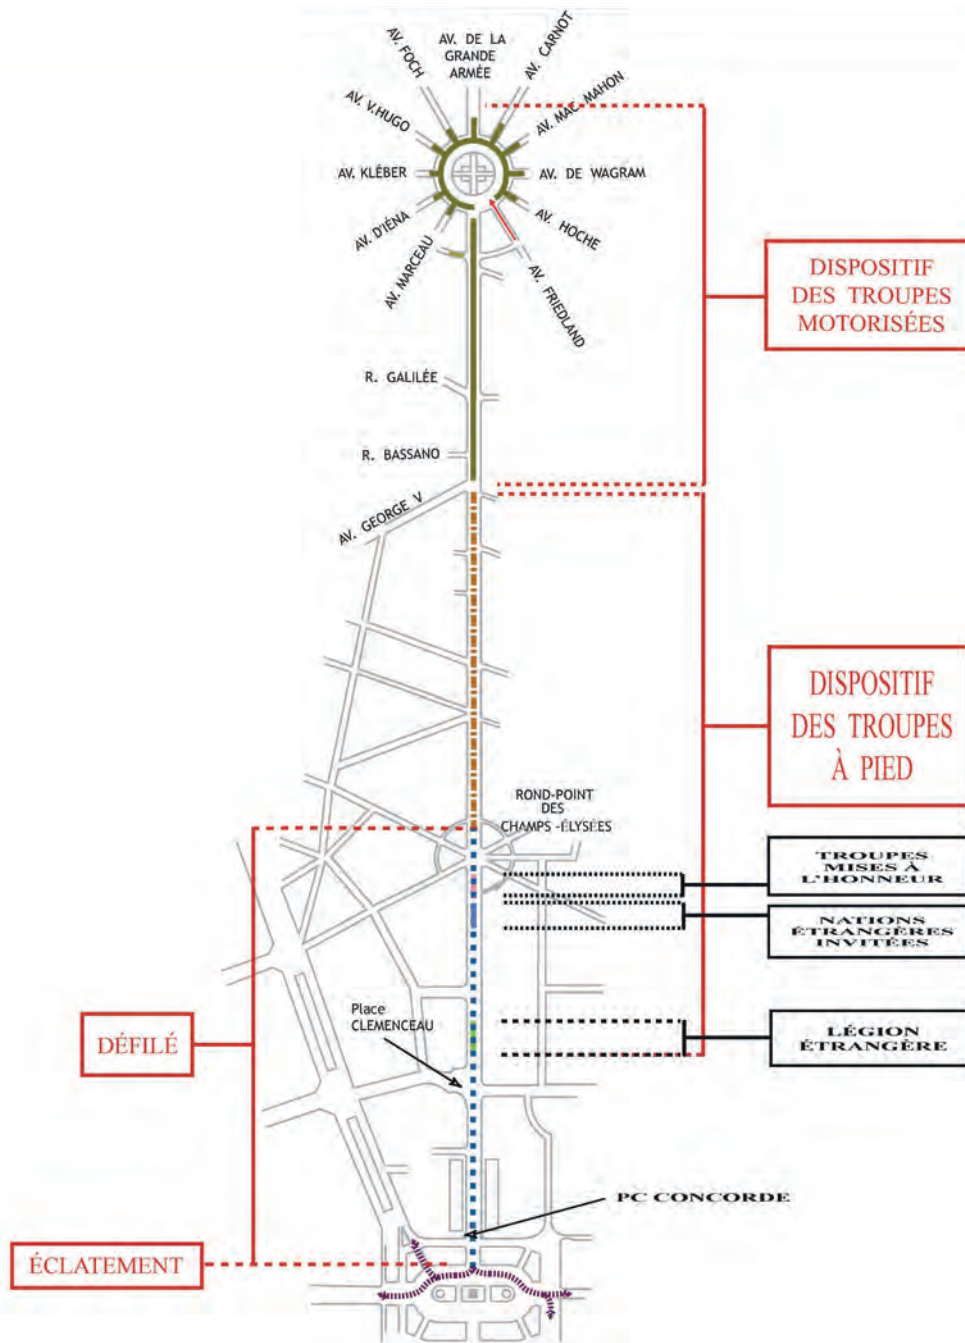 AV. DE LA
GRANDE
ARMÉE
AV. FOCH
AV. CARNOT
AV. V.HUGO
AV. MAC MAHON
AV. KLÉBER
AV. DE WAGRAM
AV. D'IÉNA
AV. HOCHE
AV. MARCEAU
AV. FRIEDLAND
DISPOSITIF
DES TROUPES
MOTORISÉES
R. GALILÉE
R. BASSANO
AV. GEORGE V
DISPOSITIF
DES TROUPES
À PIED
ROND-POINT
DES
CHAMPS -ÉLYSÉES
TROUPES
MISES À
L'HONNEUR
NATIONS
ÉTRANGÈRES
INVITÉES
Place
CLEMENCEAU
LÉGION
ÉTRANGÈRE
DÉFILÉ
PC CONCORDE
ÉCLATEMENT